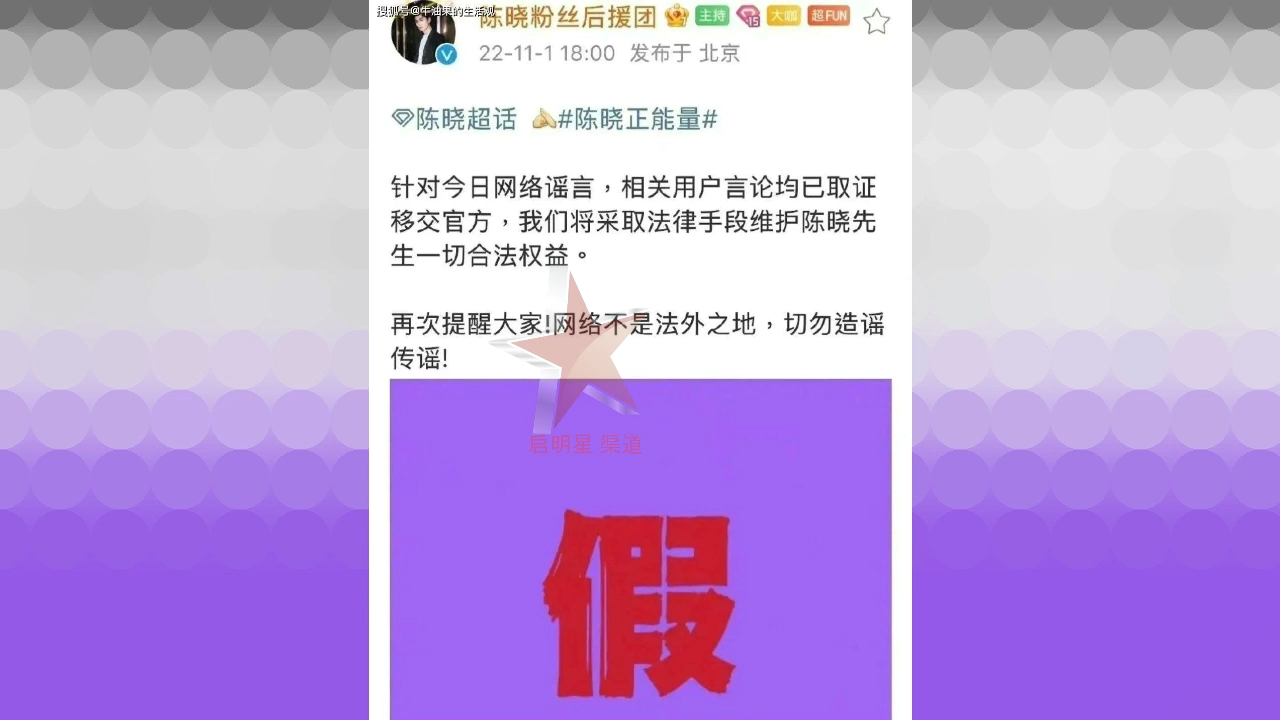 搜狐号@牛油果的生活观
陈晓粉丝后援团 主持 15 大咖 超FUN
22-11-1 18:00 发布于 北京
陈晓超话 #陈晓正能量#
针对今日网络谣言，相关用户言论均已取证
移交官方，我们将采取法律手段维护陈晓先
生一切合法权益。
再次提醒大家!网络不是法外之地，切勿造谣
传谣!
启明星 渠道
假